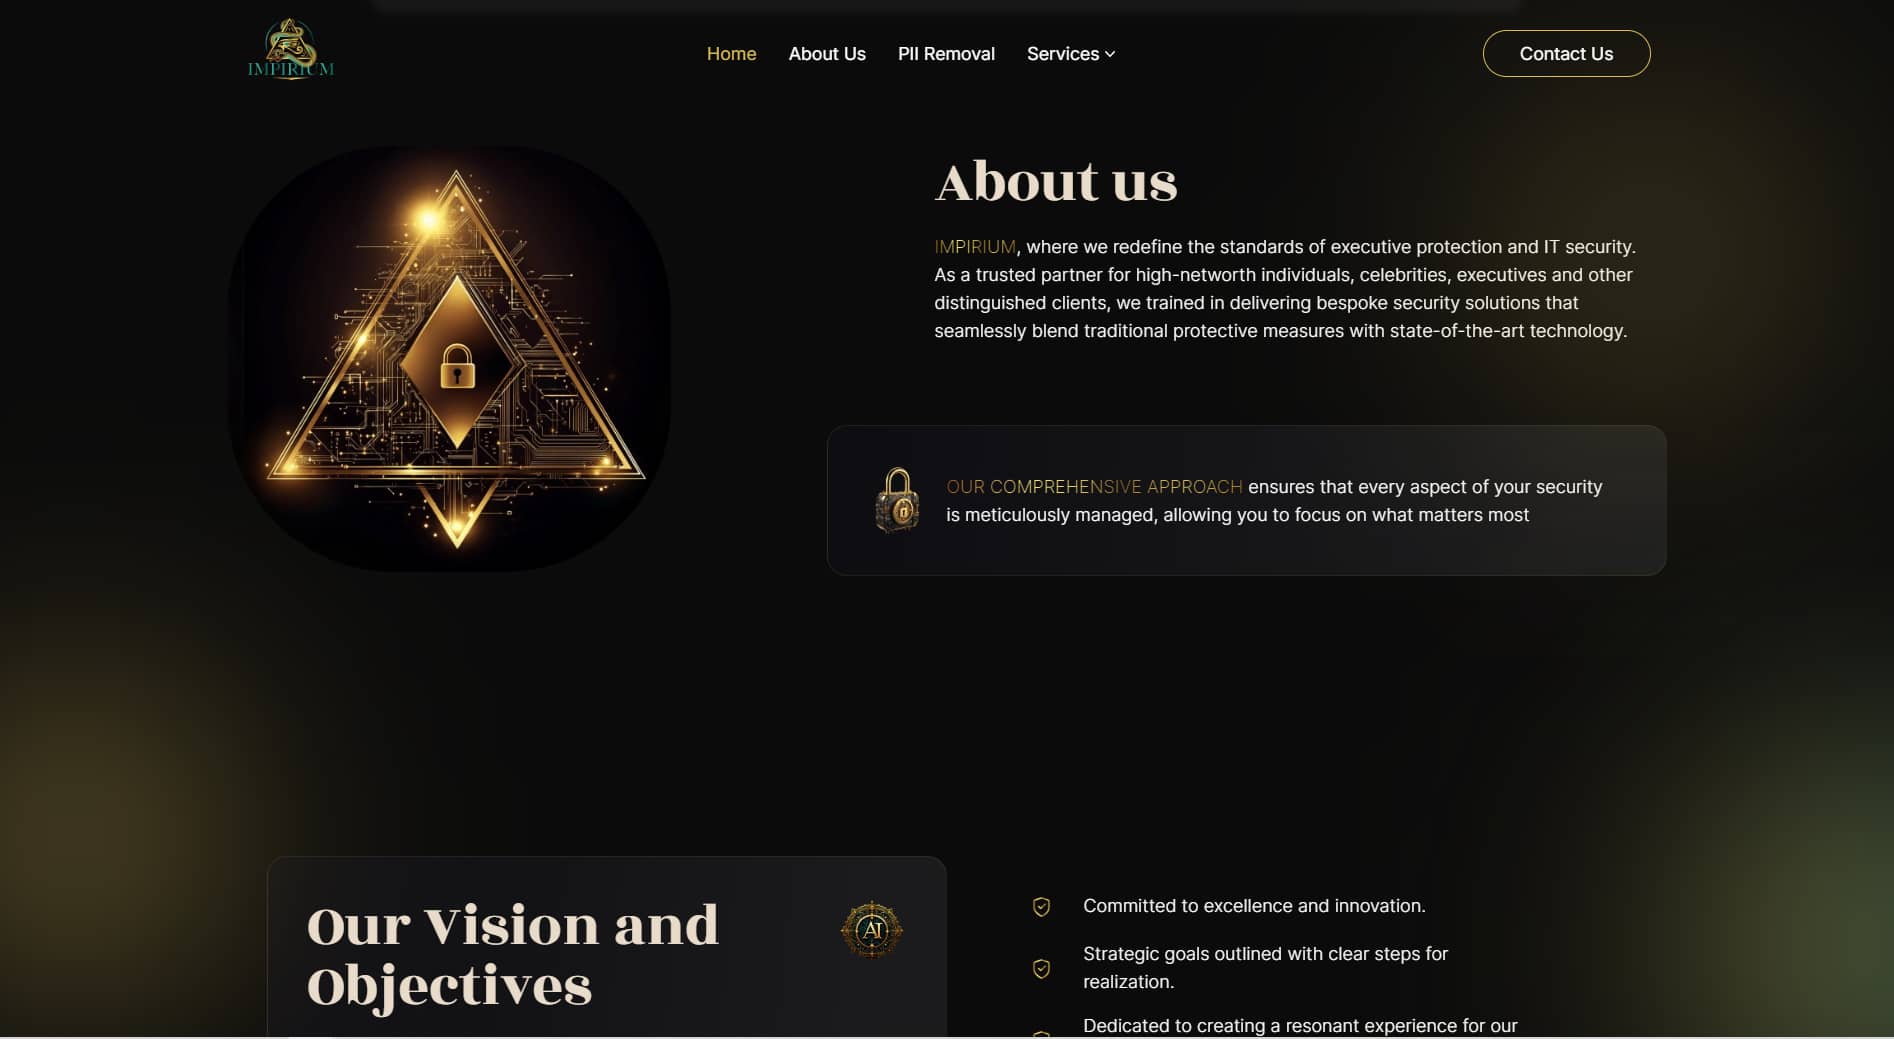 IMPIRIUM
Home
About Us
PII Removal
Services
Contact Us
About us
IMPIRIUM, where we redefine the standards of executive protection and IT security.
As a trusted partner for high-networth individuals, celebrities, executives and other
distinguished clients, we trained in delivering bespoke security solutions that
seamlessly blend traditional protective measures with state-of-the-art technology.
OUR COMPREHENSIVE APPROACH ensures that every aspect of your security
is meticulously managed, allowing you to focus on what matters most
Our Vision and
Objectives
AI
Committed to excellence and innovation.
Strategic goals outlined with clear steps for
realization.
Dedicated to creating a resonant experience for our